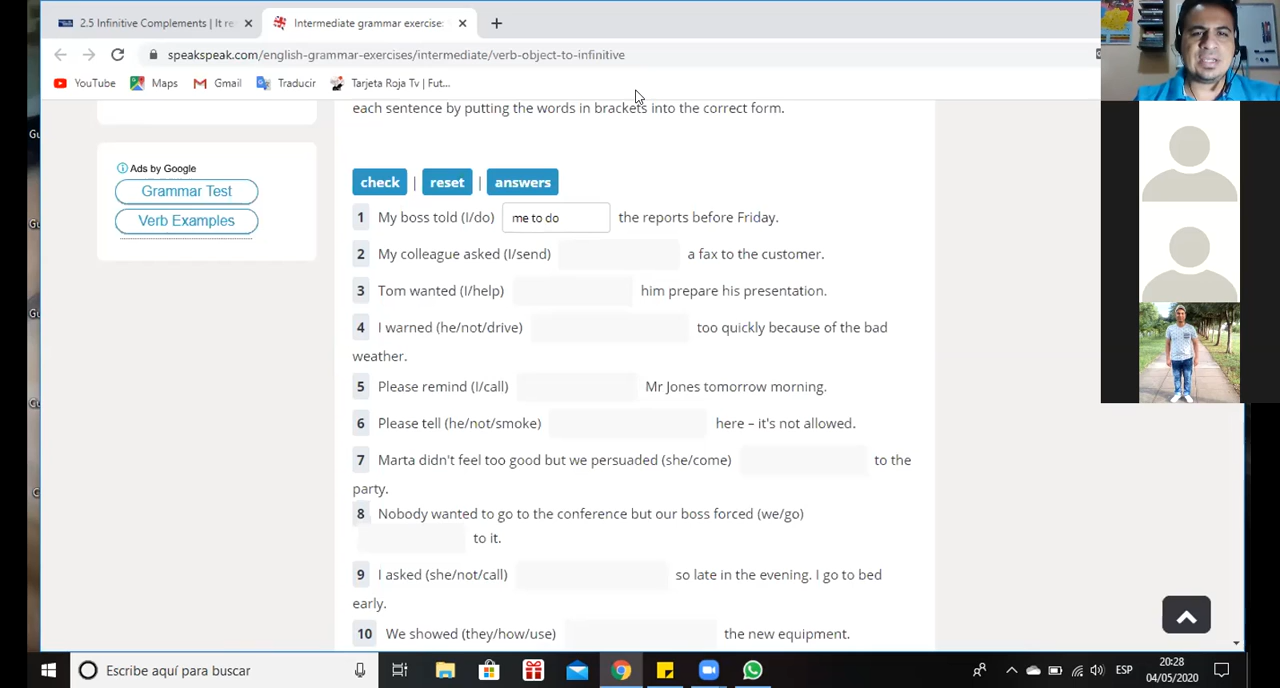 2.5 Infinitive Complements | It re
Intermediate grammar exercise:
speakspeak.com/english-grammar-exercises/intermediate/verb-object-to-infinitive
YouTube Maps Gmail Traducir Tarjeta Roja Tv | Fut...
each sentence by putting the words in brackets into the correct form.
Ads by Google
Grammar Test
Verb Examples
check | reset | answers
1 My boss told (I/do) me to do the reports before Friday.
2 My colleague asked (I/send) a fax to the customer.
3 Tom wanted (I/help) him prepare his presentation.
4 I warned (he/not/drive) too quickly because of the bad
weather.
5 Please remind (I/call) Mr Jones tomorrow morning.
6 Please tell (he/not/smoke) here – it's not allowed.
7 Marta didn't feel too good but we persuaded (she/come) to the
party.
8 Nobody wanted to go to the conference but our boss forced (we/go)
to it.
9 I asked (she/not/call) so late in the evening. I go to bed
early.
10 We showed (they/how/use) the new equipment.
Escribe aquí para buscar
ESP
20:28
04/05/2020